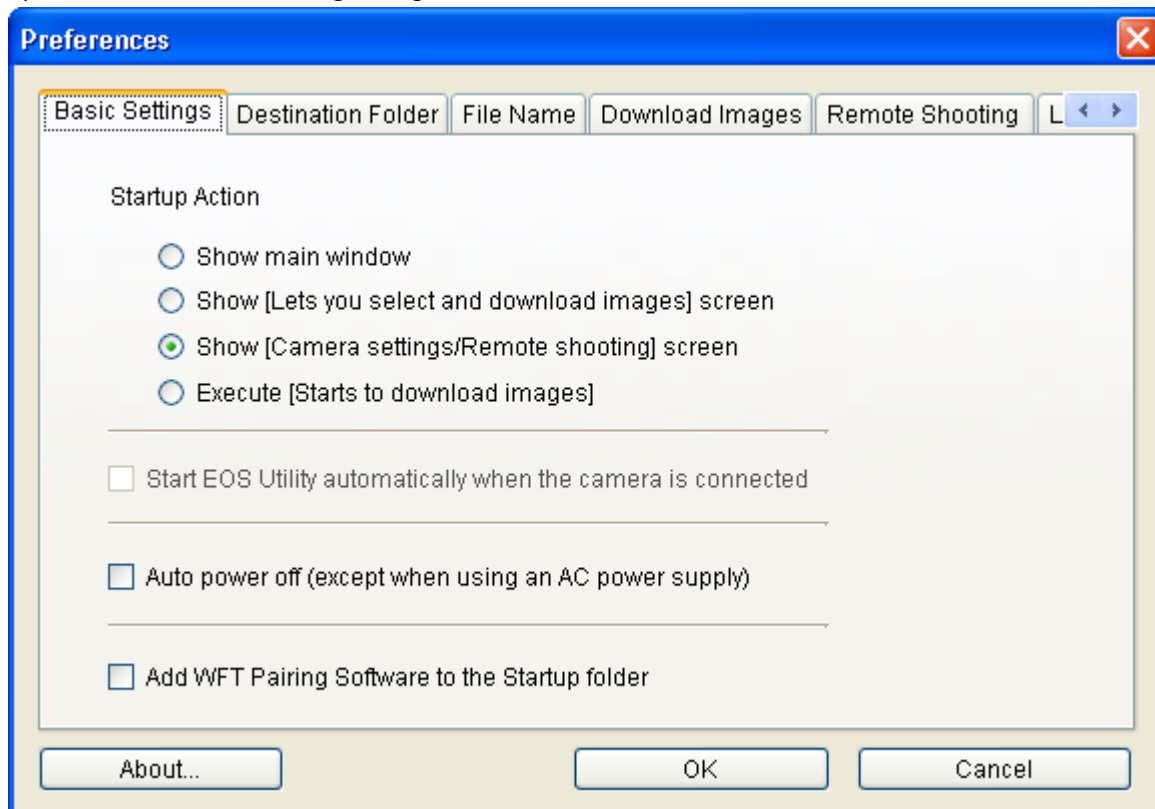 Preferences
Basic Settings Destination Folder File Name Download Images Remote Shooting L
Startup Action
Show main window
Show [Lets you select and download images] screen
Show [Camera settings/Remote shooting] screen
Execute [Starts to download images]
Start EOS Utility automatically when the camera is connected
Auto power off (except when using an AC power supply)
Add WFT Pairing Software to the Startup folder
About... OK Cancel